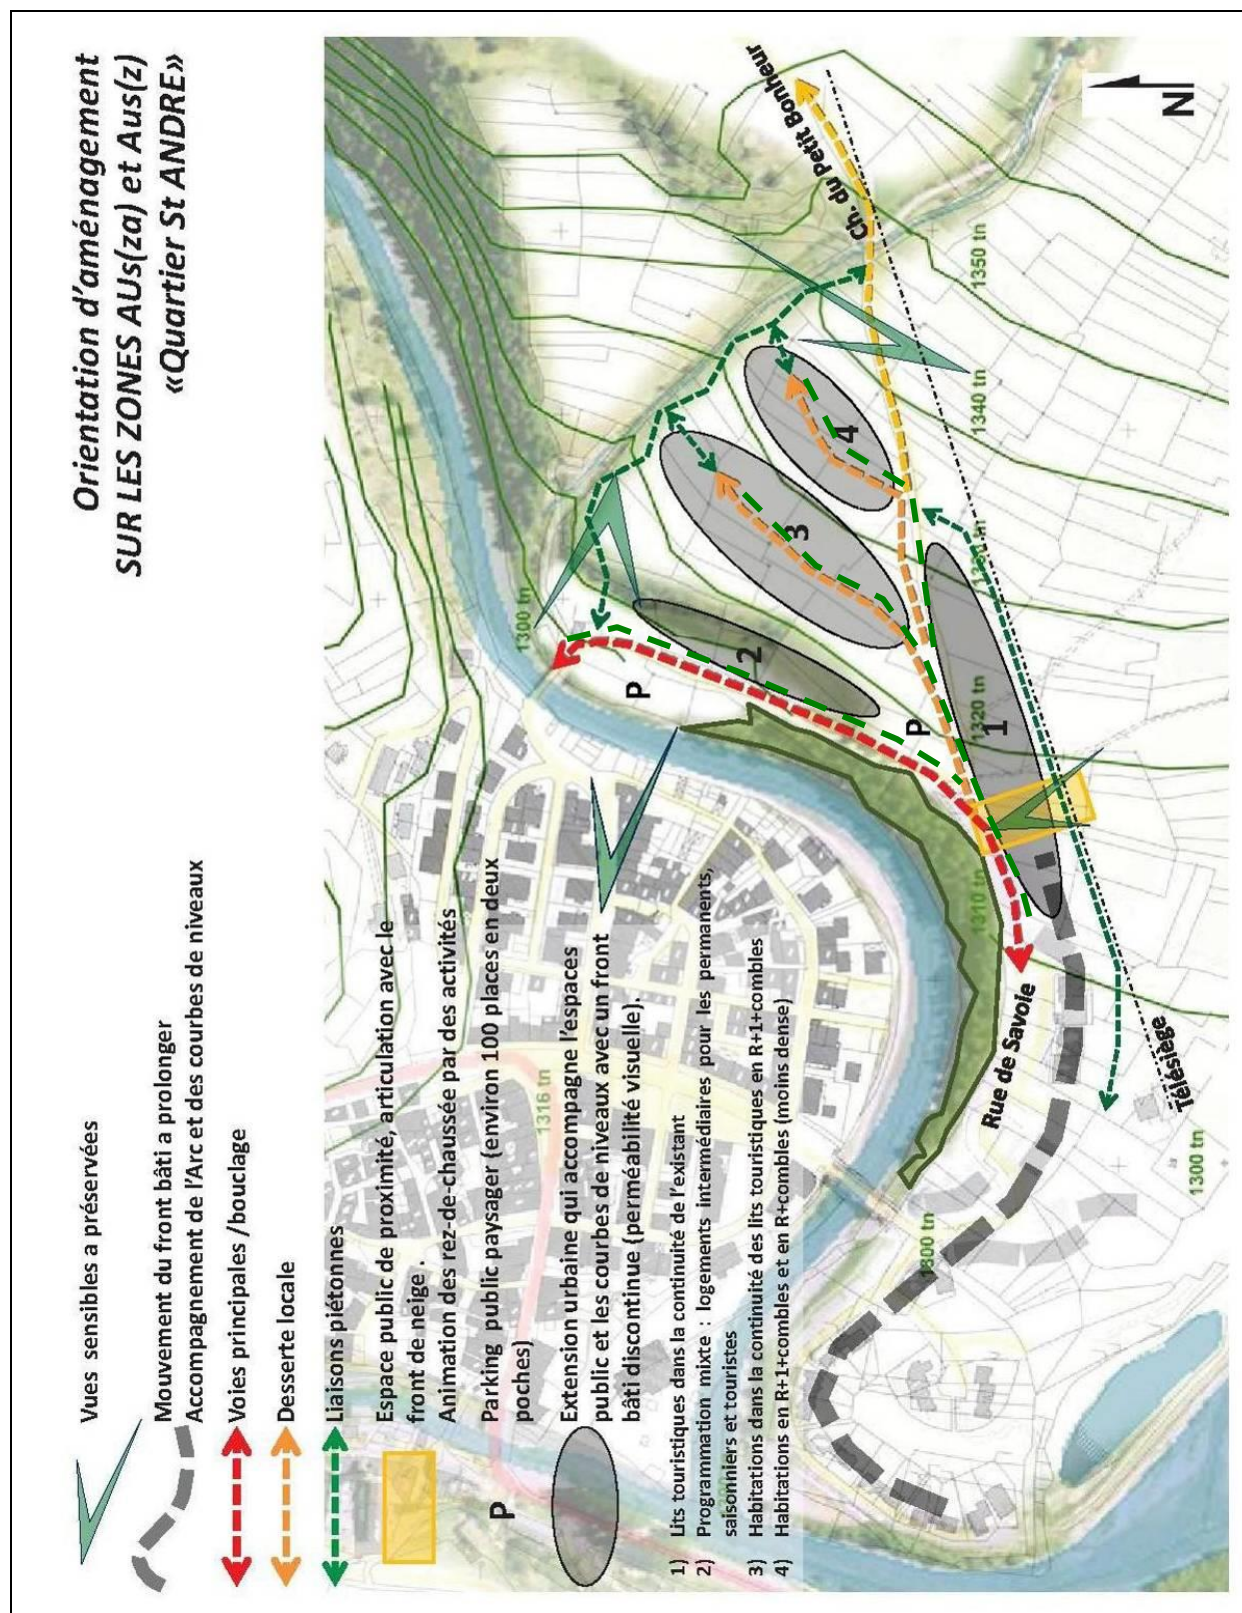 Orientation d'aménagement
SUR LES ZONES AUs(za) et Aus(z)
«Quartier St ANDRE»
Vues sensibles a préservées
Mouvement du front bâti a prolonger
Accompagnement de l'Arc et des courbes de niveaux
Voies principales /bouclage
Desserte locale
Liaisons piétonnes
Espace public de proximité, articulation avec le
front de neige .
Animation des rez-de-chaussée par des activités
P
Parking public paysager (environ 100 places en deux
poches)
Extension urbaine qui accompagne l'espaces
public et les courbes de niveaux avec un front
bâti discontinue (perméabilité visuelle).
1) Lits touristiques dans la continuité de l'existant
2) Programmation mixte : logements intermédiaires pour les permanents,
saisonniers et touristes
3) Habitations dans la continuité des lits touristiques en R+1+combles
4) Habitations en R+1+combles et en R+combles (moins dense)
Ch. du Petit Bonheur
N
1300 tn
P
2
3
4
P
1
1320 tn
1340 tn
1350 tn
1310 tn
1316 tn
Rue de Savoie
Télésiège
1300 tn
1300 tn